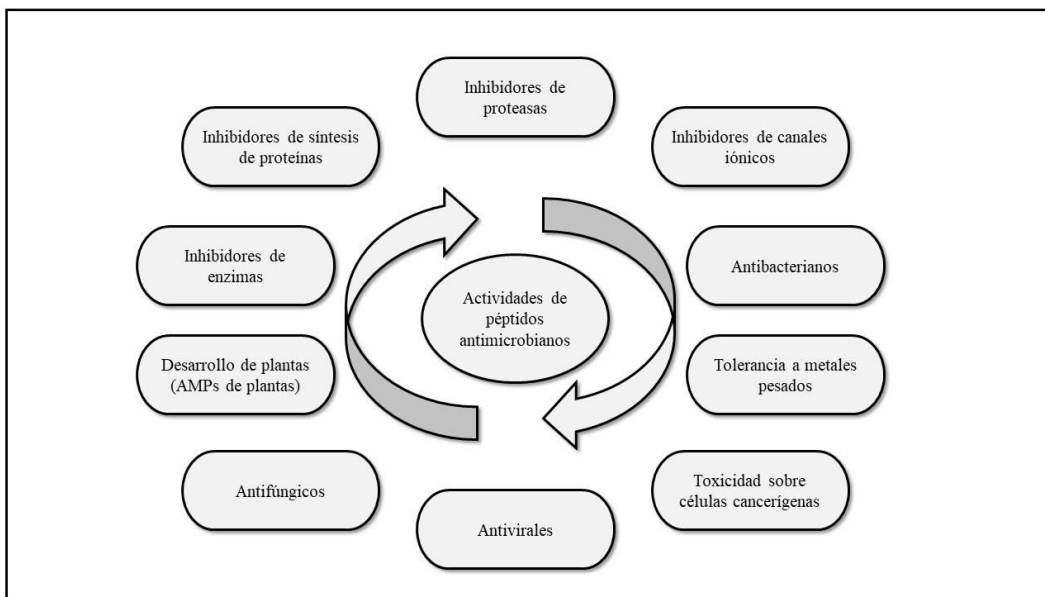 Inhibidores de
proteasas
Inhibidores de síntesis
de proteínas
Inhibidores de canales
iónicos
Inhibidores de
enzimas
Antibacterianos
Actividades de
péptidos
antimicrobianos
Desarrollo de plantas
(AMPs de plantas)
Tolerancia a metales
pesados
Antifúngicos
Toxicidad sobre
células cancerígenas
Antivirales